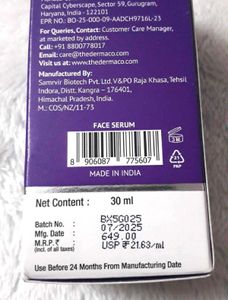 Capital Cyberscape, Sector 59, Gurugram,
Haryana, India - 122101
EPR NO.: BO-25-000-09-AADCH9716L-23
For Queries, Contact: Customer Care Manager,
at marketed by address.
Call: +91 8800778017
Email: care@thedermaco.com
Visit us at www.thedermaco.com
Manufactured By:
Samriver Biotech Pvt. Ltd. V&PO Raja Khasa, Tehsil
Indora, Distt. Kangra - 176401,
Himachal Pradesh, India.
M.: COS/NZ/11-73
FACE SERUM
8 906087 775607
MADE IN INDIA
Net Content: 30 ml
Batch No. : BX5G025
Mfg. Date : 07/2025
M.R.P. ₹ : 649.00
(Incl. of all taxes) USP ₹ 21.63/ml
Use Before 24 Months From Manufacturing Date